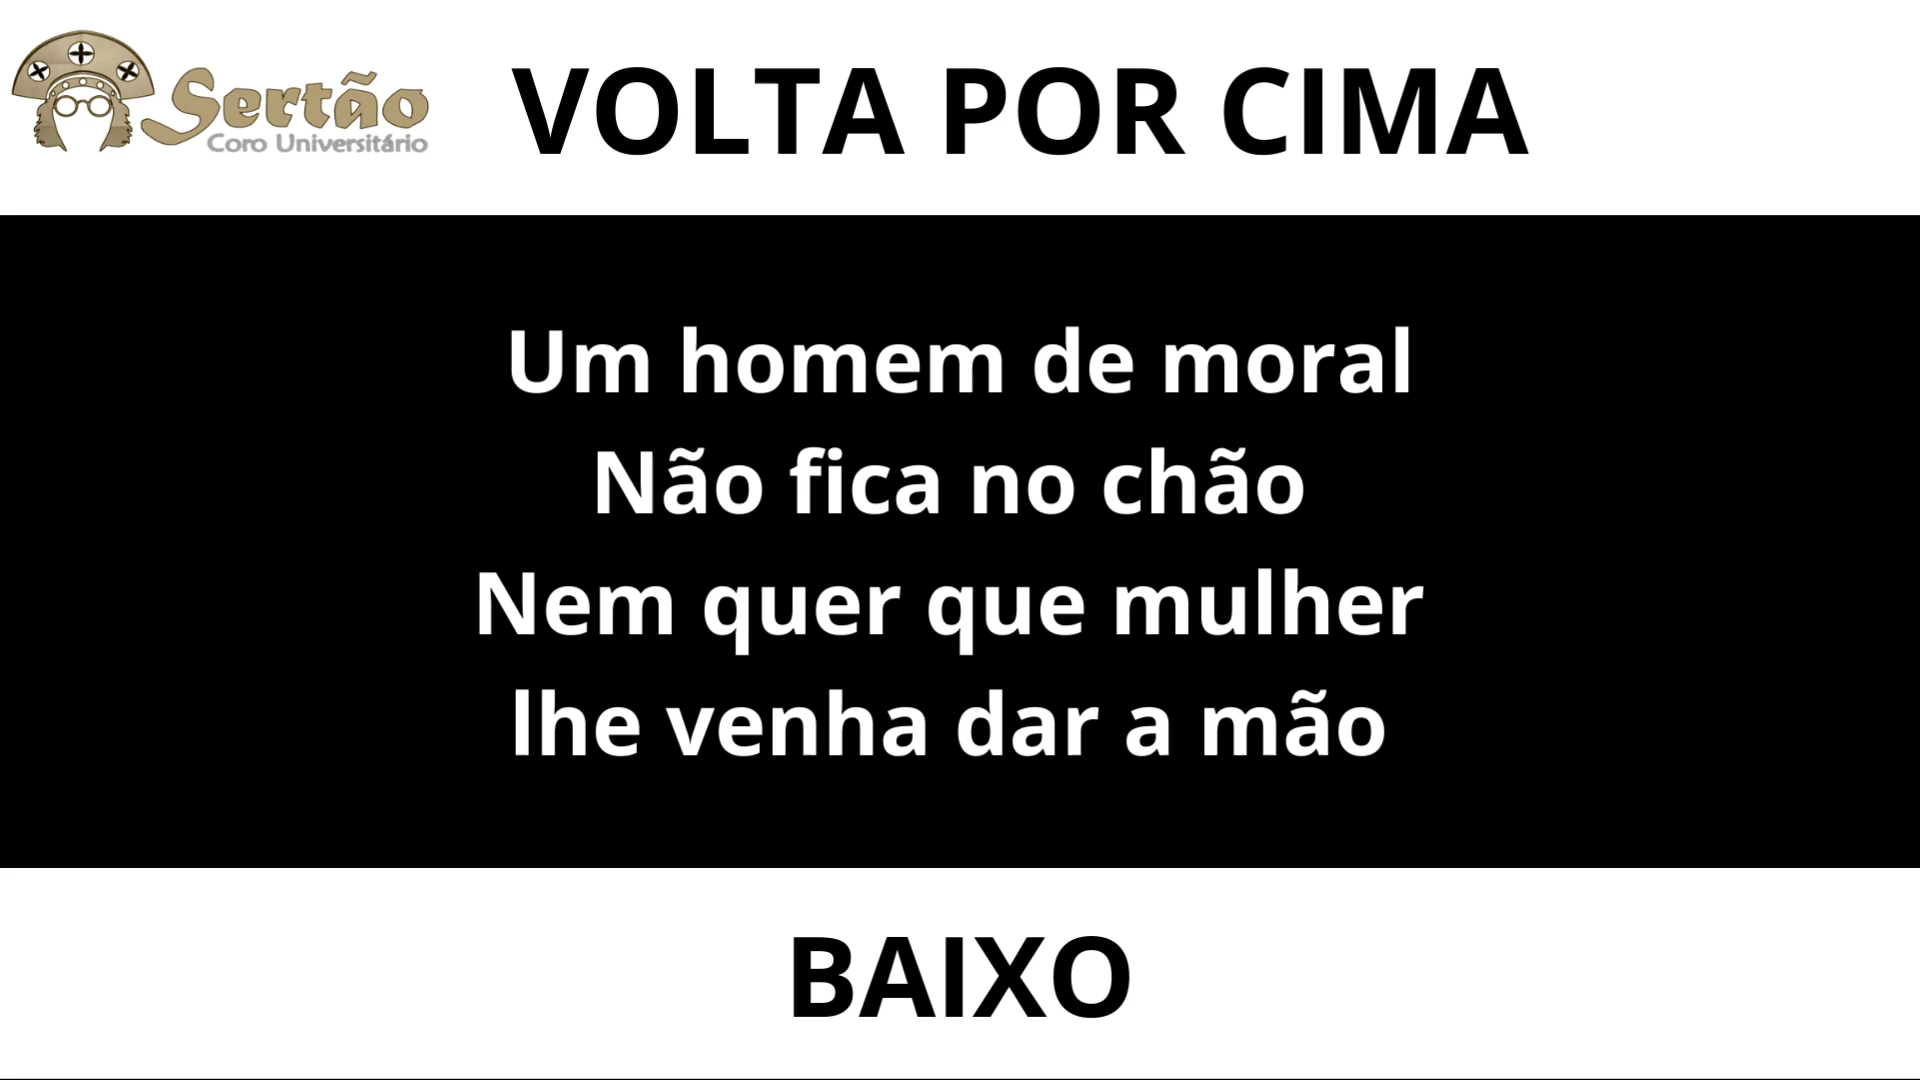 Sertão
Coro Universitário
VOLTA POR CIMA
Um homem de moral
Não fica no chão
Nem quer que mulher
lhe venha dar a mão
BAIXO